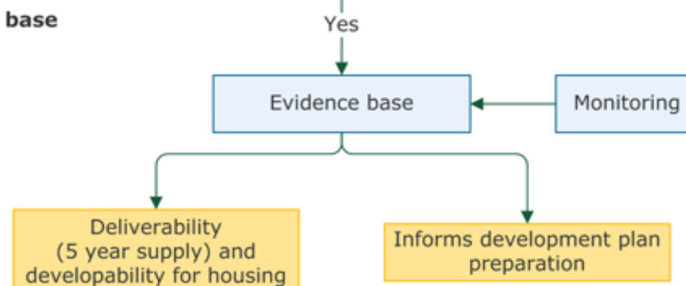 base
Yes
Evidence base
Monitoring
Deliverability
(5 year supply) and
developability for housing
Informs development plan
preparation